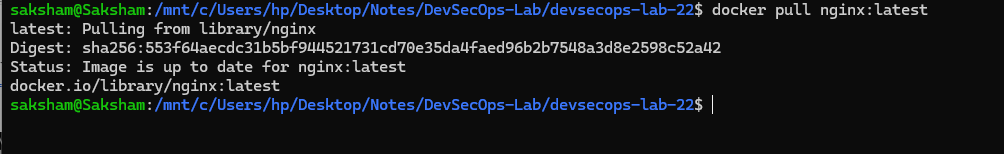 saksham@Saksham:/mnt/c/Users/hp/Desktop/Notes/DevSecOps-Lab/devsecops-lab-22$ docker pull nginx:latest
latest: Pulling from library/nginx
Digest: sha256:553f64aecdc31b5bf944521731cd70e35da4faed96b2b7548a3d8e2598c52a42
Status: Image is up to date for nginx:latest
docker.io/library/nginx:latest
saksham@Saksham:/mnt/c/Users/hp/Desktop/Notes/DevSecOps-Lab/devsecops-lab-22$